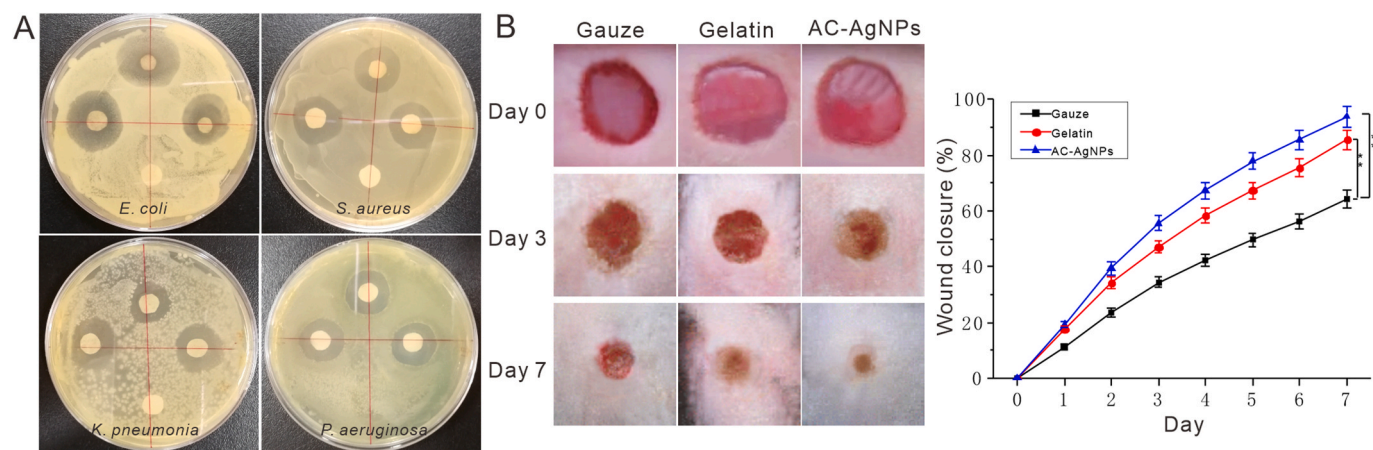 A
E. coli
S. aureus
K. pneumonia
P. aeruginosa
B
Gauze Gelatin AC-AgNPs
Day 0
Day 3
Day 7
Wound closure (%)
100
80
60
40
20
0
Gauze
Gelatin
AC-AgNPs
**
0 1 2 3 4 5 6 7
Day